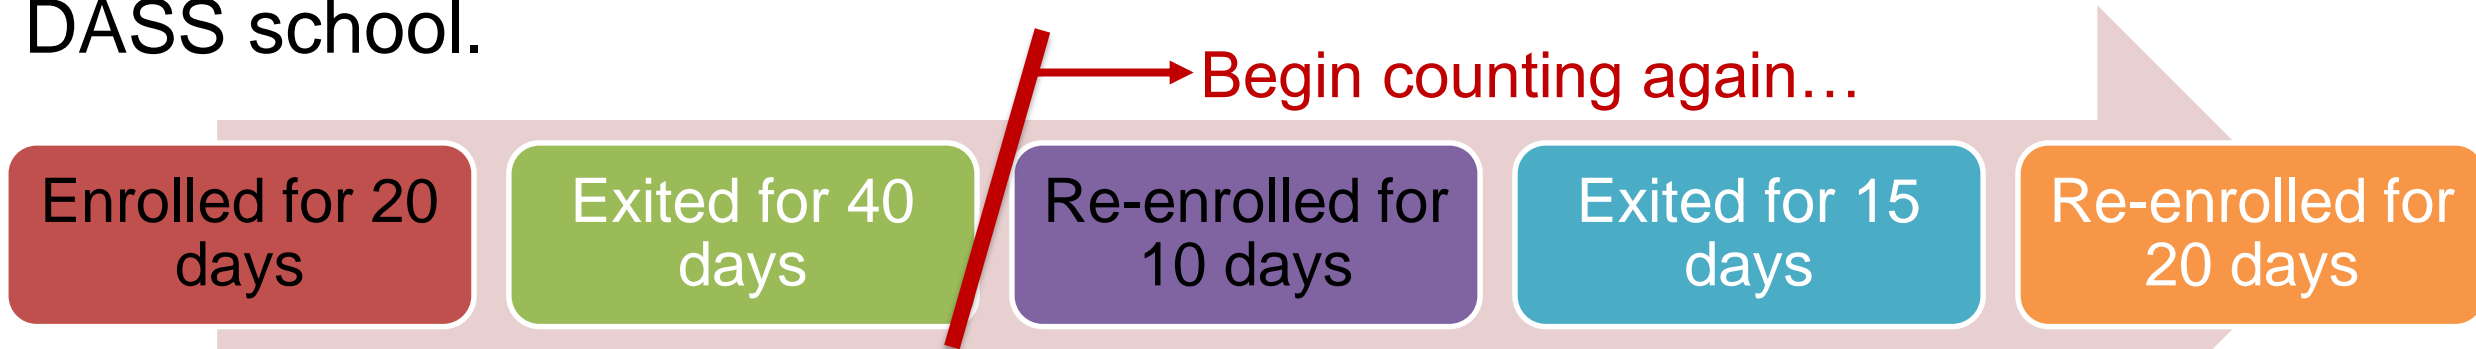 DASS school.
Begin counting again…
Enrolled for 20
days
Exited for 40
days
Re-enrolled for
10 days
Exited for 15
days
Re-enrolled for
20 days